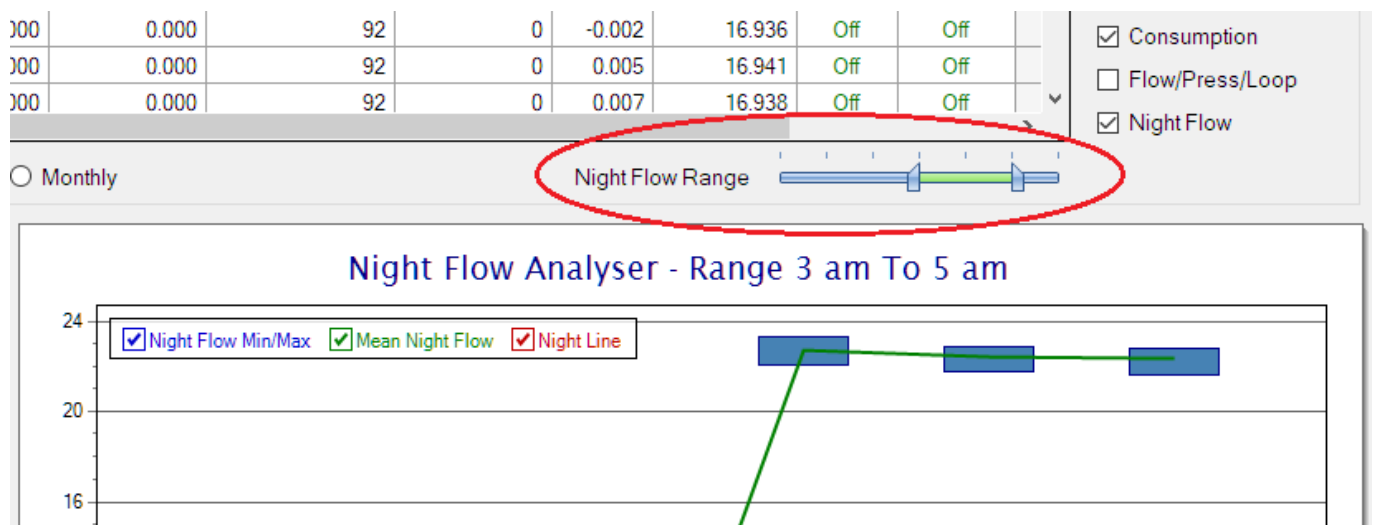 000 0.000 92 0 -0.002 16.936 Off Off
000 0.000 92 0 0.005 16.941 Off Off
000 0.000 92 0 0.007 16.938 Off Off
Consumption
Flow/Press/Loop
Night Flow
Monthly
Night Flow Range
Night Flow Analyser - Range 3 am To 5 am
Night Flow Min/Max Mean Night Flow Night Line
24
20
16